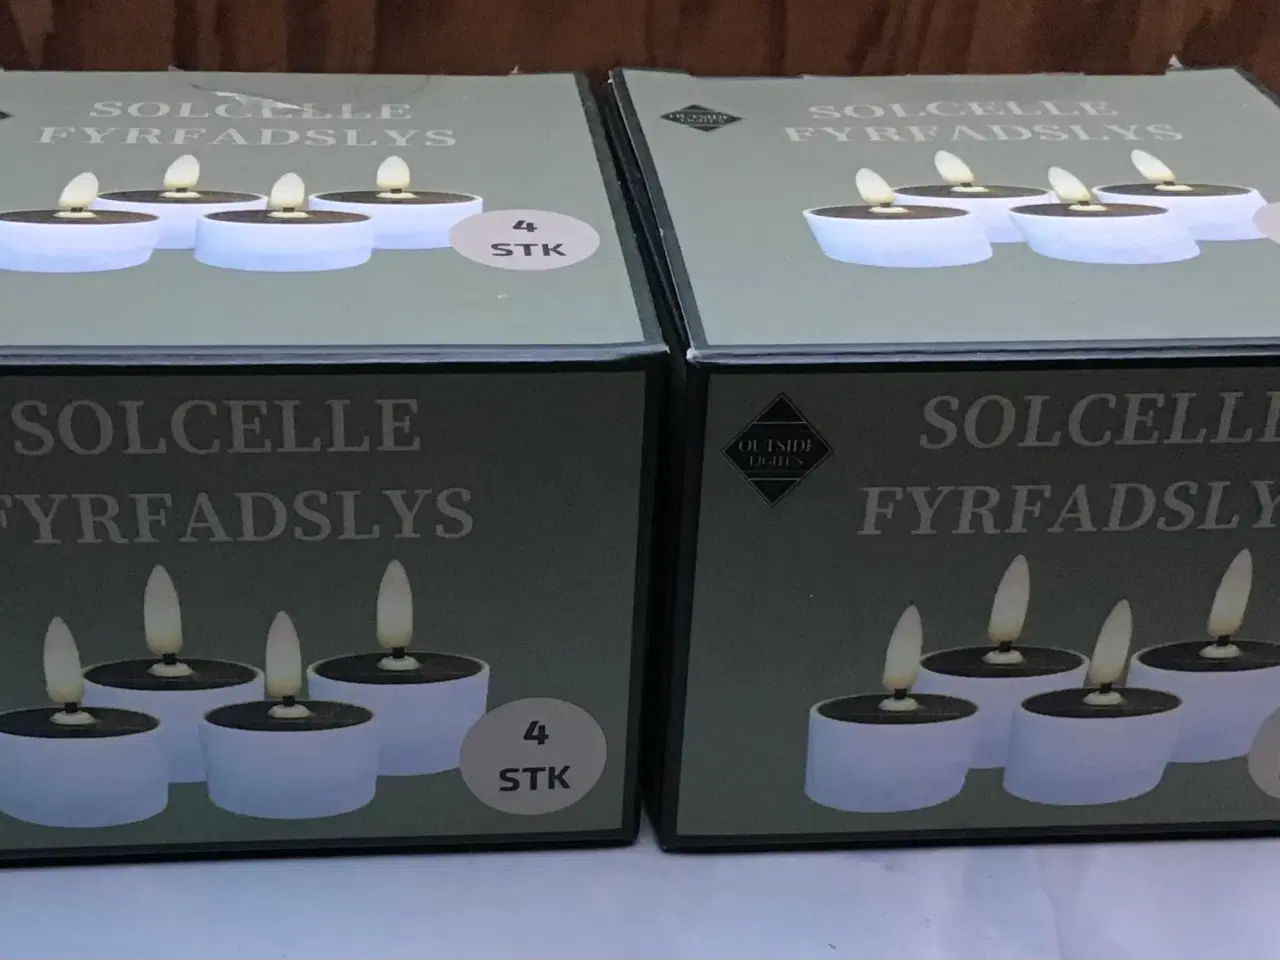 SOLCELLE
FYRFADSLYS
4
STK
OUTSIDE
LIGHTS
SOLCELLE
FYRFADSLYS
SOLCELLE
FYRFADSLYS
4
STK
OUTSIDE
LIGHTS
SOLCELLE
FYRFADSLYS